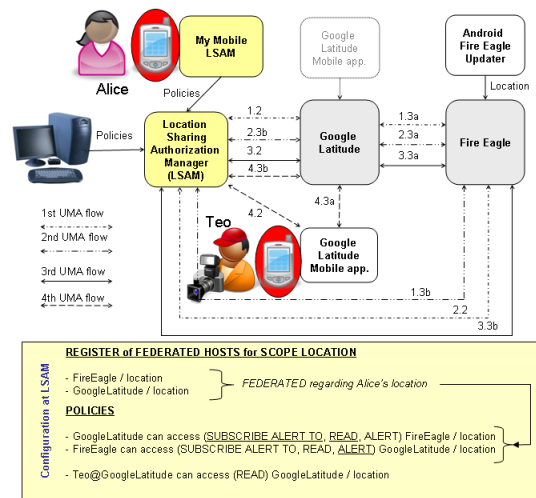 My Mobile
LSAM
Google
Latitude
Mobile app.
Android
Fire Eagle
Updater
Alice
Policies
Location
Policies
Location
Sharing
Authorization
Manager
(LSAM)
1.2
2.3b
3.2
4.3b
Google
Latitude
1.3a
2.3a
3.3a
Fire Eagle
4.2
4.3a
Teo
Google
Latitude
Mobile app.
1st UMA flow
2nd UMA flow
3rd UMA flow
4th UMA flow
1.3b
2.2
3.3b
Configuration at LSAM
REGISTER of FEDERATED HOSTS for SCOPE LOCATION
- FireEagle / location
- GoogleLatitude / location
FEDERATED regarding Alice's location
POLICIES
- GoogleLatitude can access (SUBSCRIBE ALERT TO, READ, ALERT) FireEagle / location
- FireEagle can access (SUBSCRIBE ALERT TO, READ, ALERT) GoogleLatitude / location
- Teo@GoogleLatitude can access (READ) GoogleLatitude / location